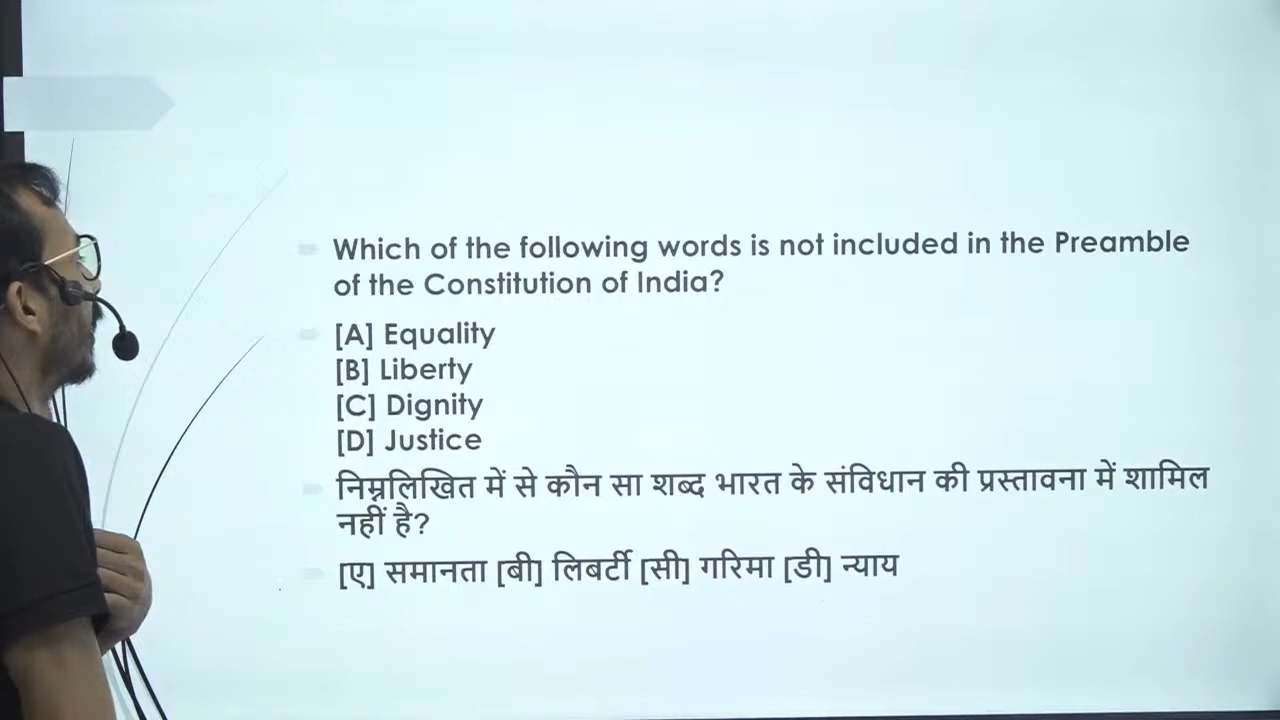 Which of the following words is not included in the Preamble
of the Constitution of India?
[A] Equality
[B] Liberty
[C] Dignity
[D] Justice
निम्नलिखित में से कौन सा शब्द भारत के संविधान की प्रस्तावना में शामिल
नहीं है?
[ए] समानता [बी] लिबर्टी [सी] गरिमा [डी] न्याय